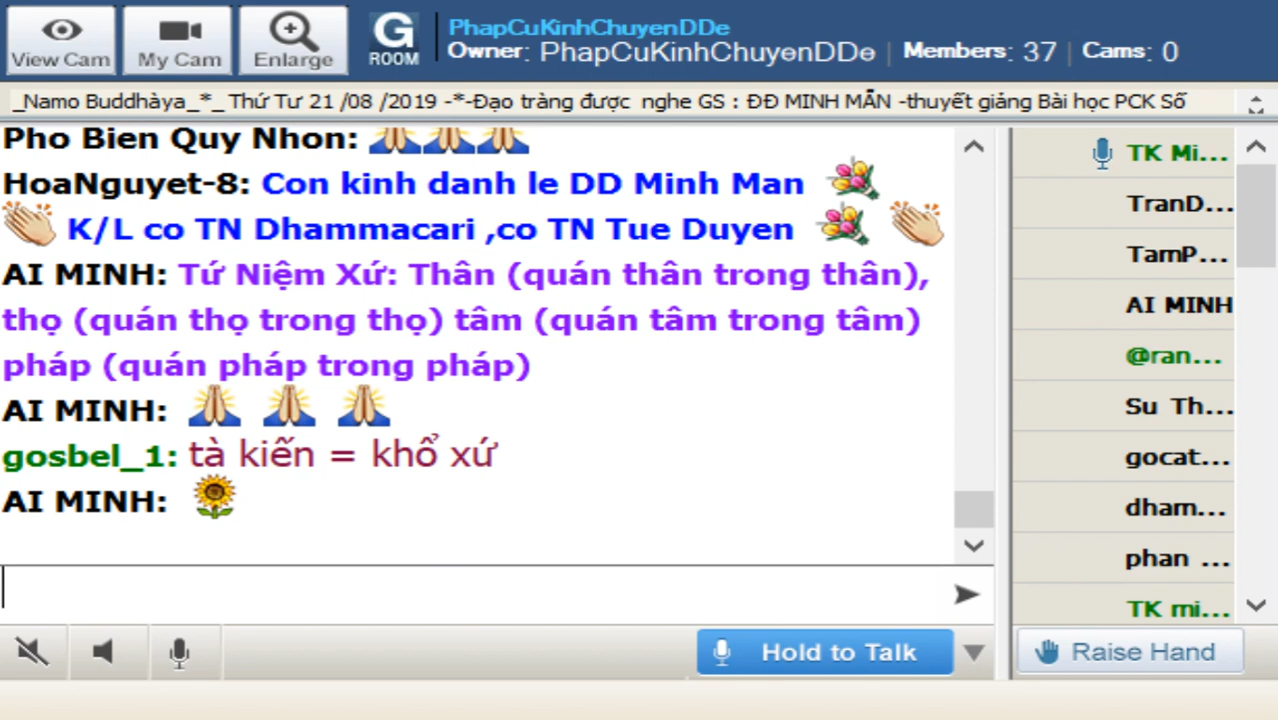 PhapCuKinhChuyenDDe
View Cam My Cam Enlarge G ROOM Owner: PhapCuKinhChuyenDDe | Members: 37 | Cams: 0
_Namo Buddhàya_*_ Thứ Tư 21 /08 /2019 -*-Đạo tràng được nghe GS : ĐĐ MINH MẪN -thuyết giảng Bài học PCK Số
Pho Bien Quy Nhon:
HoaNguyet-8: Con kinh danh le DD Minh Man
K/L co TN Dhammacari ,co TN Tue Duyen
AI MINH: Tứ Niệm Xứ: Thân (quán thân trong thân),
thọ (quán thọ trong thọ) tâm (quán tâm trong tâm)
pháp (quán pháp trong pháp)
AI MINH:
gosbel_1: tà kiến = khổ xứ
AI MINH:
TK Mi...
TranD...
TamP...
AI MINH
@ran...
Su Th...
gocat...
dham...
phan ...
TK mi...
Hold to Talk
Raise Hand